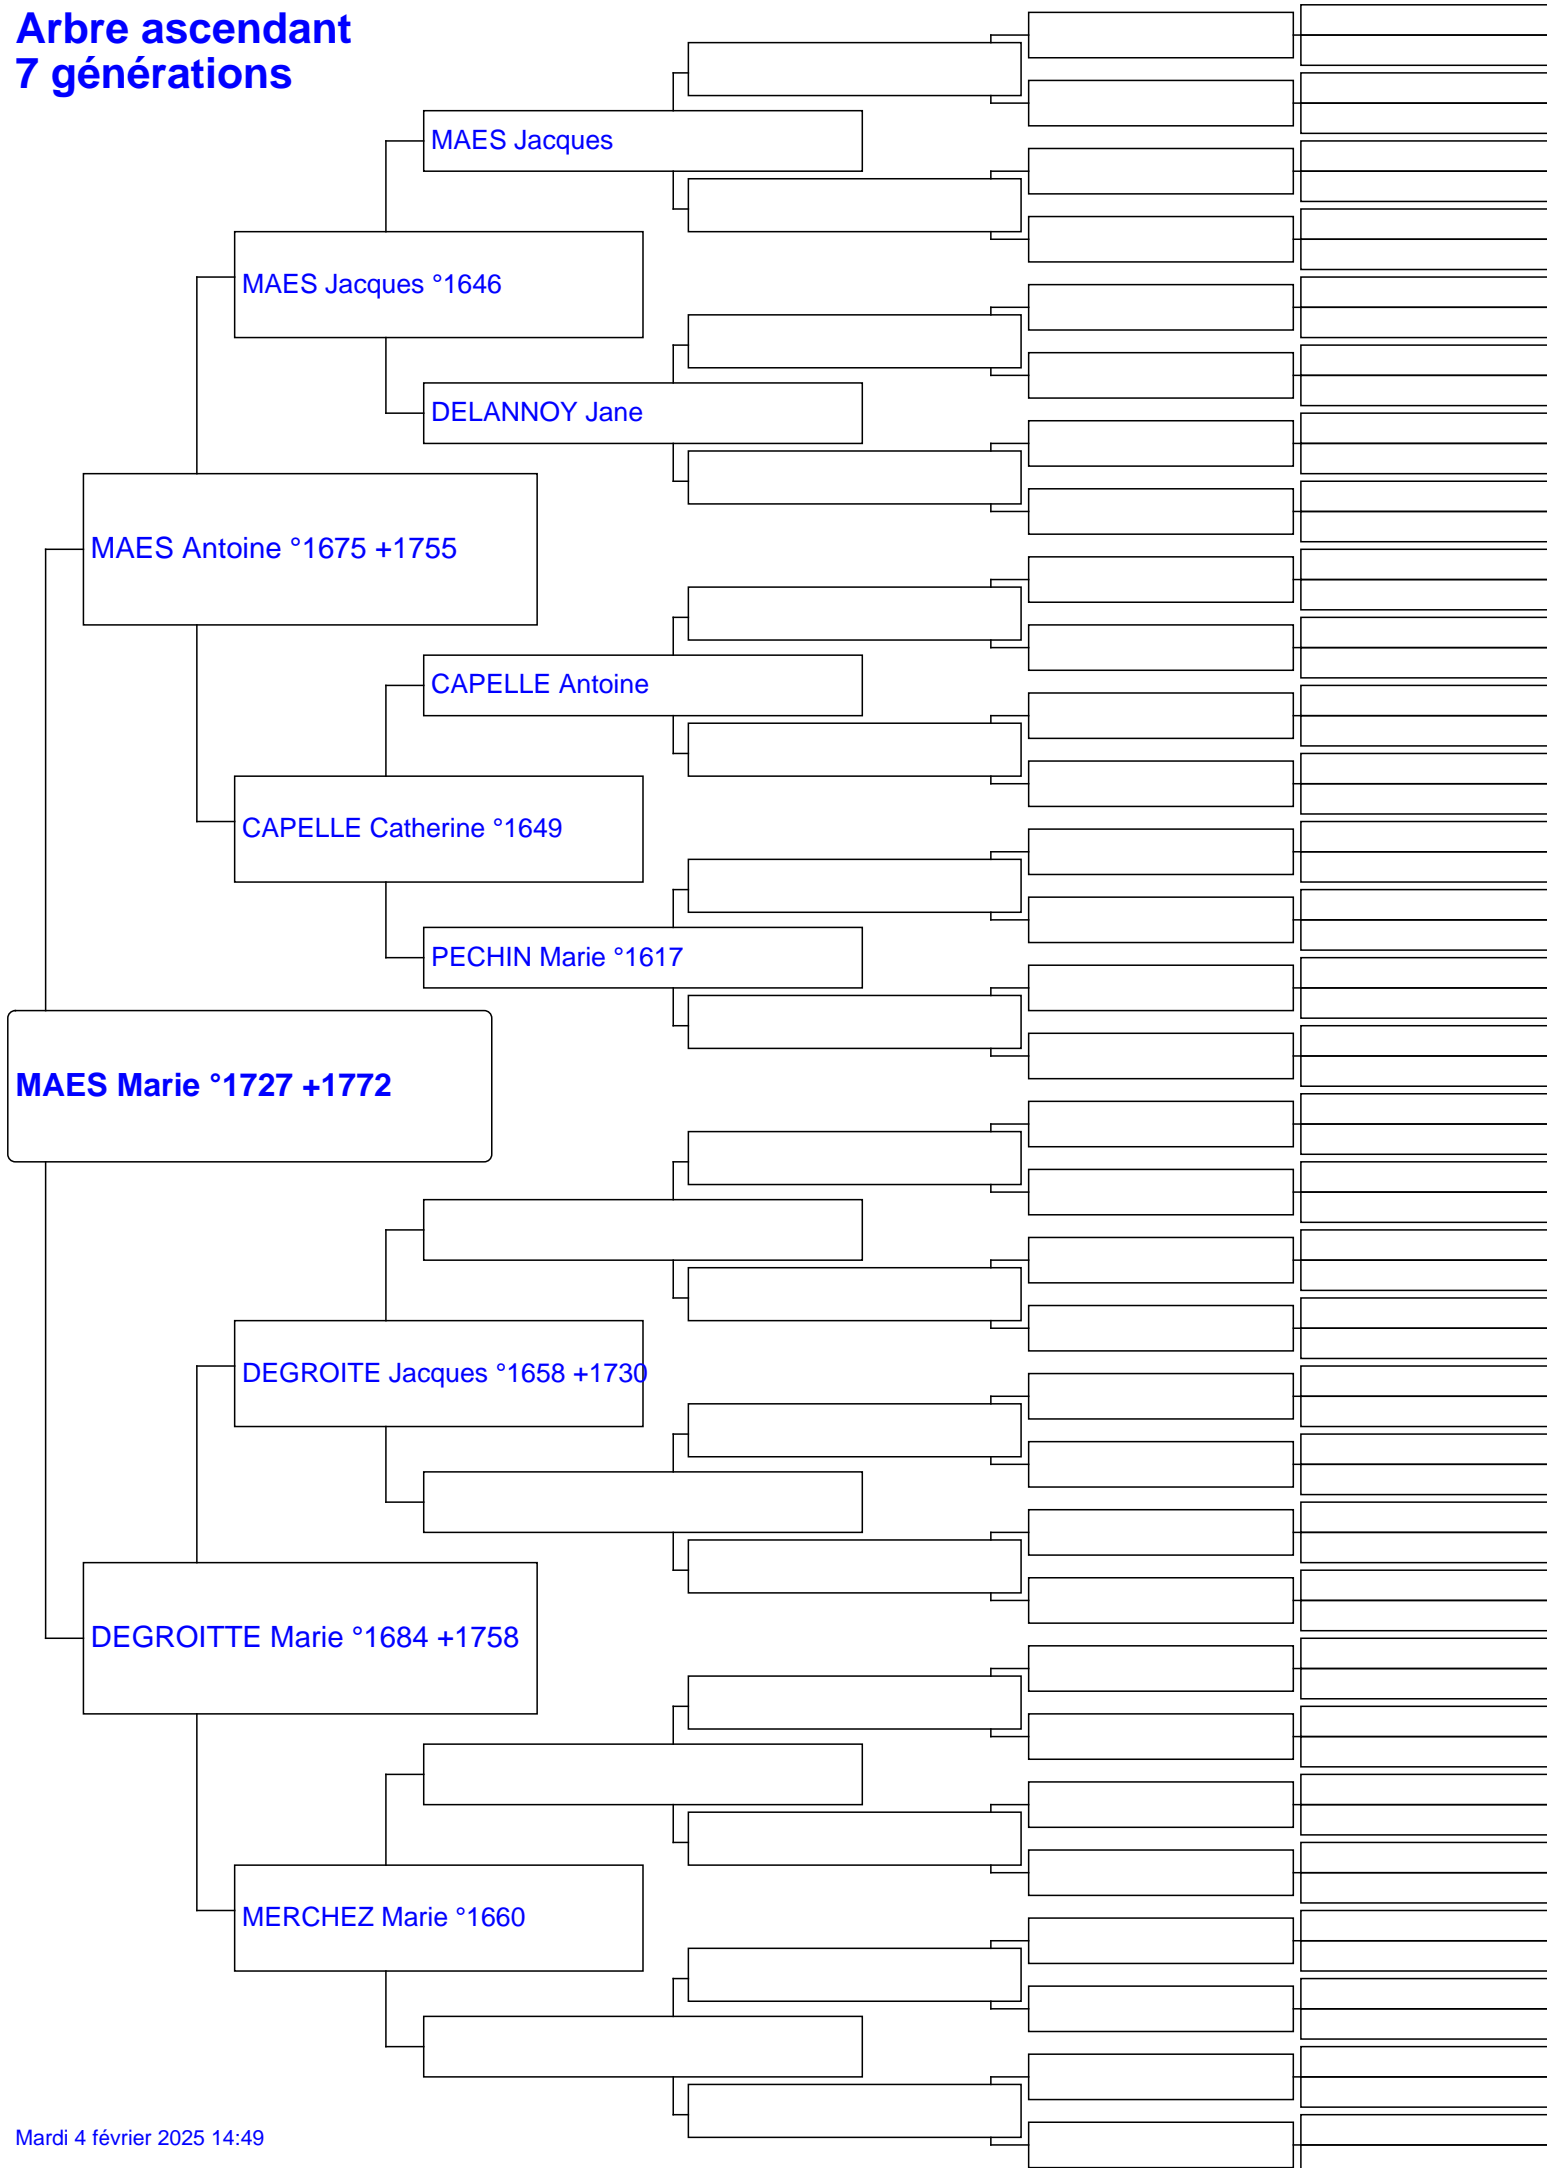 Arbre ascendant
7 générations
MAES Jacques
MAES Jacques °1646
DELANNOY Jane
MAES Antoine °1675 +1755
CAPELLE Antoine
CAPELLE Catherine °1649
PECHIN Marie °1617
MAES Marie °1727 +1772
DEGROITE Jacques °1658 +1730
DEGROITTE Marie °1684 +1758
MERCHEZ Marie °1660
Mardi 4 février 2025 14:49